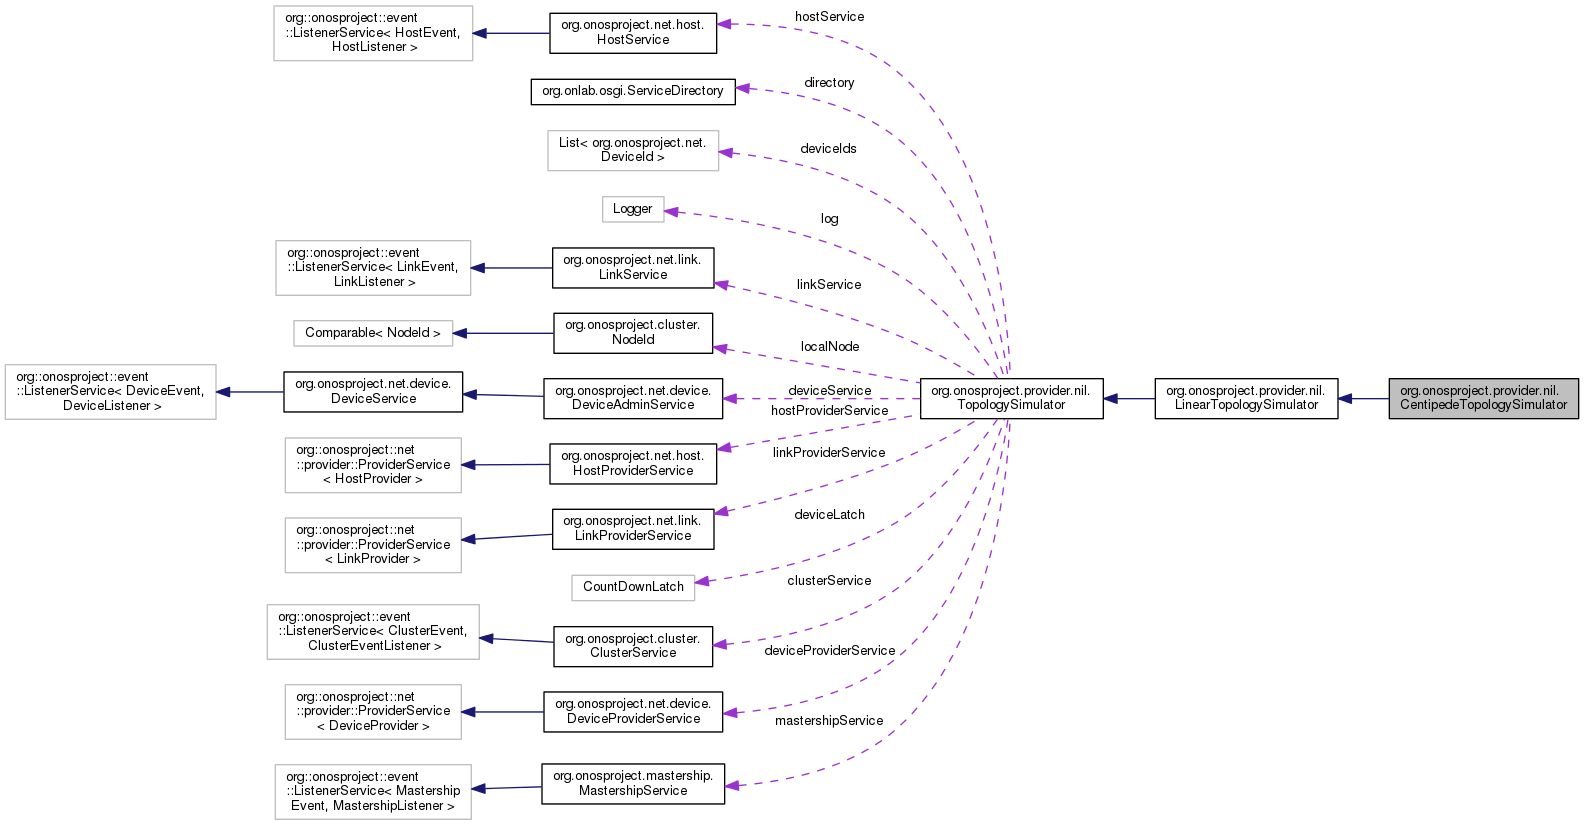 org::onosproject::event
::ListenerService< HostEvent,
HostListener >
org.onosproject.net.host.
HostService
hostService
org.onlab.osgi.ServiceDirectory
directory
List< org.onosproject.net.
DeviceId >
deviceIds
Logger
log
org::onosproject::event
::ListenerService< LinkEvent,
LinkListener >
org.onosproject.net.link.
LinkService
linkService
Comparable< NodeId >
org.onosproject.cluster.
NodeId
localNode
org::onosproject::event
::ListenerService< DeviceEvent,
DeviceListener >
org.onosproject.net.device.
DeviceService
org.onosproject.net.device.
DeviceAdminService
deviceService
org.onosproject.provider.nil.
TopologySimulator
org.onosproject.provider.nil.
LinearTopologySimulator
org.onosproject.provider.nil.
CentipedeTopologySimulator
hostProviderService
org::onosproject::net
::provider::ProviderService
< HostProvider >
org.onosproject.net.host.
HostProviderService
linkProviderService
org::onosproject::net
::provider::ProviderService
< LinkProvider >
org.onosproject.net.link.
LinkProviderService
deviceLatch
CountDownLatch
clusterService
org::onosproject::event
::ListenerService< ClusterEvent,
ClusterEventListener >
org.onosproject.cluster.
ClusterService
deviceProviderService
org::onosproject::net
::provider::ProviderService
< DeviceProvider >
org.onosproject.net.device.
DeviceProviderService
mastershipService
org::onosproject::event
::ListenerService< Mastership
Event, MastershipListener >
org.onosproject.mastership.
MastershipService